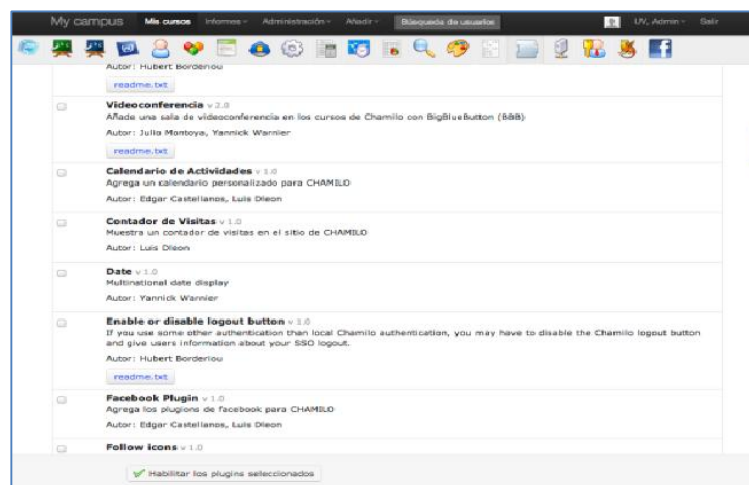 My campus Mis cursos Informes Administración Añadir Búsqueda de usuarios UV, Admin Salir
Autor: Hubert Borderiou
readme.txt
Videoconferencia v 2.0
Añade una sala de videoconferencia en los cursos de Chamilo con BigBlueButton (BBB)
Autor: Julio Montoya, Yannick Warnier
readme.txt
Calendario de Actividades v 1.0
Agrega un calendario personalizado para CHAMILO
Autor: Edgar Castellanos, Luis Dleon
Contador de Visitas v 1.0
Muestra un contador de visitas en el sitio de CHAMILO
Autor: Luis Dleon
Date v 1.0
Multinational date display
Autor: Yannick Warnier
Enable or disable logout button v 1.0
If you use some other authentication than local Chamilo authentication, you may have to disable the Chamilo logout button
and give users information about your SSO logout.
Autor: Hubert Borderiou
readme.txt
Facebook Plugin v 1.0
Agrega los plugions de facebook para CHAMILO
Autor: Edgar Castellanos, Luis Dleon
Follow icons v 1.0
Habilitar los plugins seleccionados